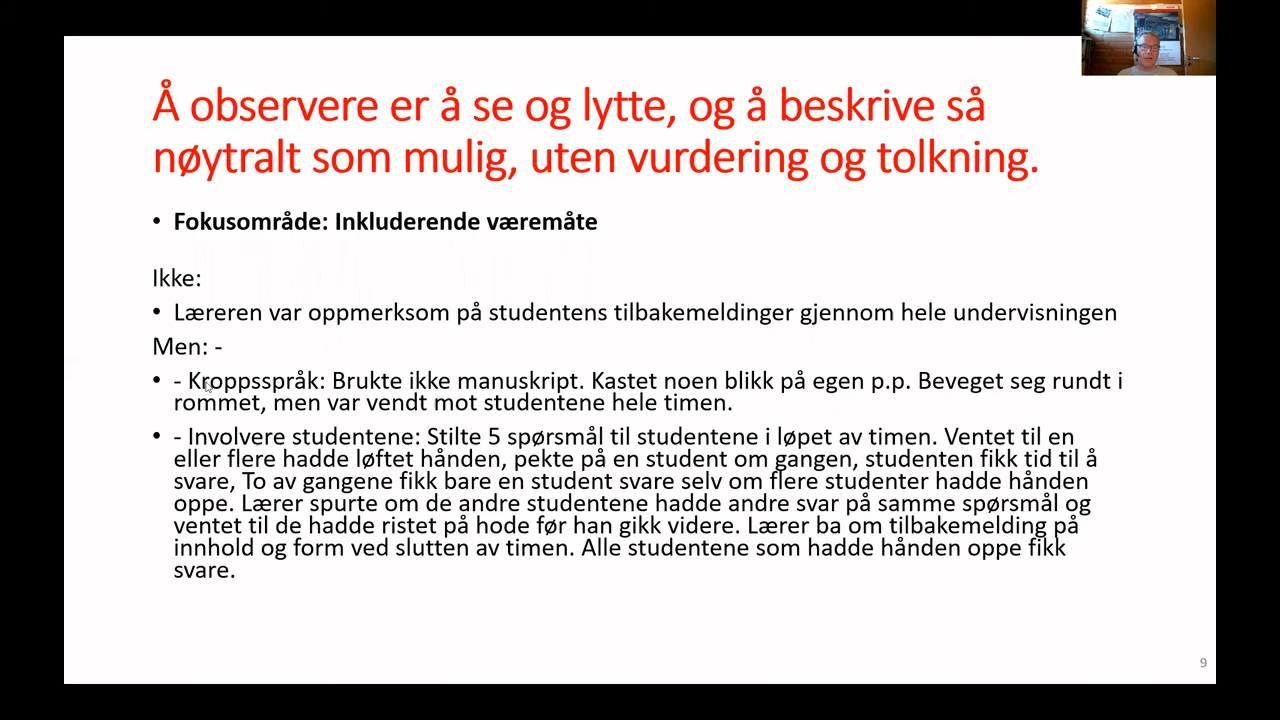 Å observere er å se og lytte, og å beskrive så
nøytralt som mulig, uten vurdering og tolkning.
• Fokusområde: Inkluderende væremåte
Ikke:
• Læreren var oppmerksom på studentens tilbakemeldinger gjennom hele undervisningen
Men: -
• - Kroppsspråk: Brukte ikke manuskript. Kastet noen blikk på egen p.p. Beveget seg rundt i
rommet, men var vendt mot studentene hele timen.
• - Involvere studentene: Stilte 5 spørsmål til studentene i løpet av timen. Ventet til en
eller flere hadde løftet hånden, pekte på en student om gangen, studenten fikk tid til å
svare, To av gangene fikk bare en student svare selv om flere studenter hadde hånden
oppe. Lærer spurte om de andre studentene hadde andre svar på samme spørsmål og
ventet til de hadde ristet på hode før han gikk videre. Lærer ba om tilbakemelding på
innhold og form ved slutten av timen. Alle studentene som hadde hånden oppe fikk
svare.
9